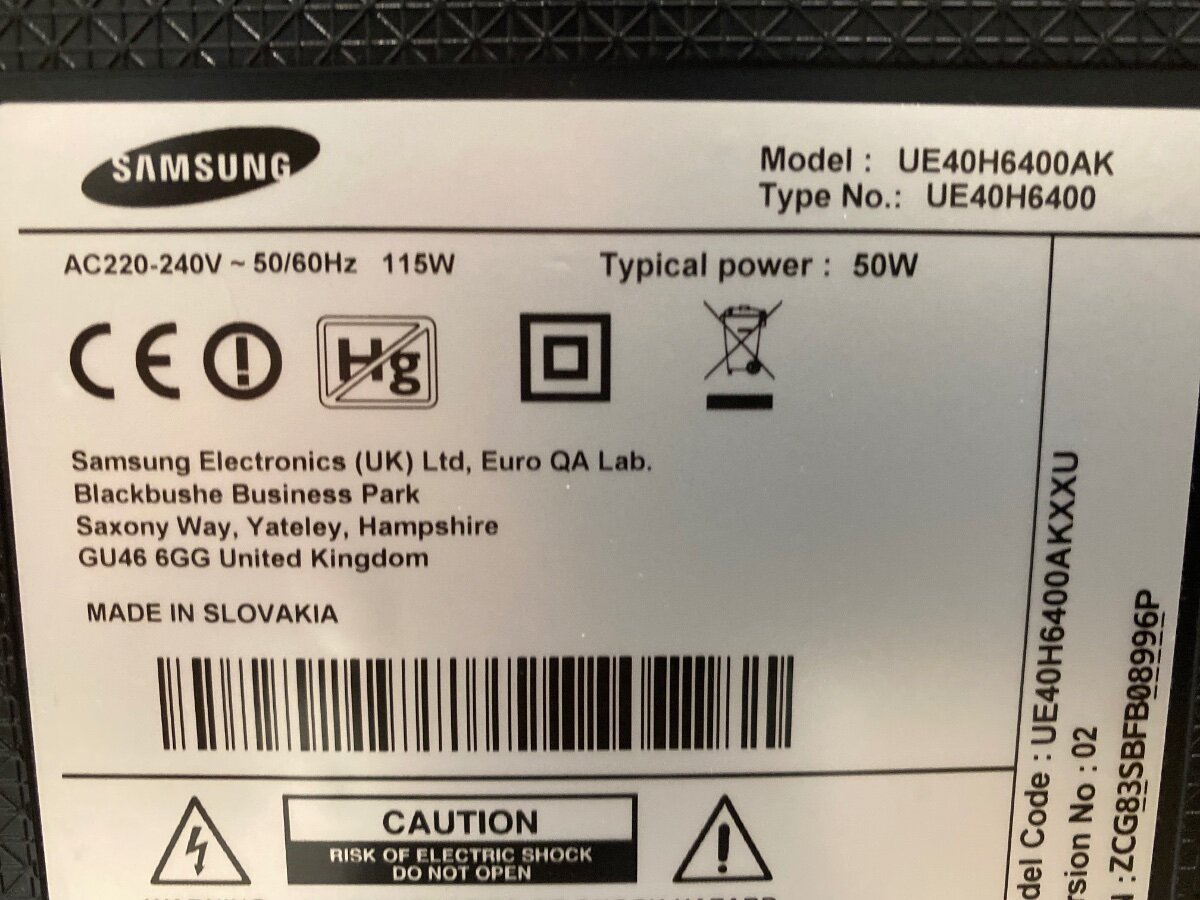 SAMSUNG
Model : UE40H6400AK
Type No.: UE40H6400
AC220-240V ~ 50/60Hz 115W
Typical power : 50W
CE
Hg
Samsung Electronics (UK) Ltd, Euro QA Lab.
Blackbushe Business Park
Saxony Way, Yateley, Hampshire
GU46 6GG United Kingdom
MADE IN SLOVAKIA
CAUTION
RISK OF ELECTRIC SHOCK
DO NOT OPEN
del Code : UE40H6400AKXXU
rsion No : 02
:ZCG83SBFB08996P